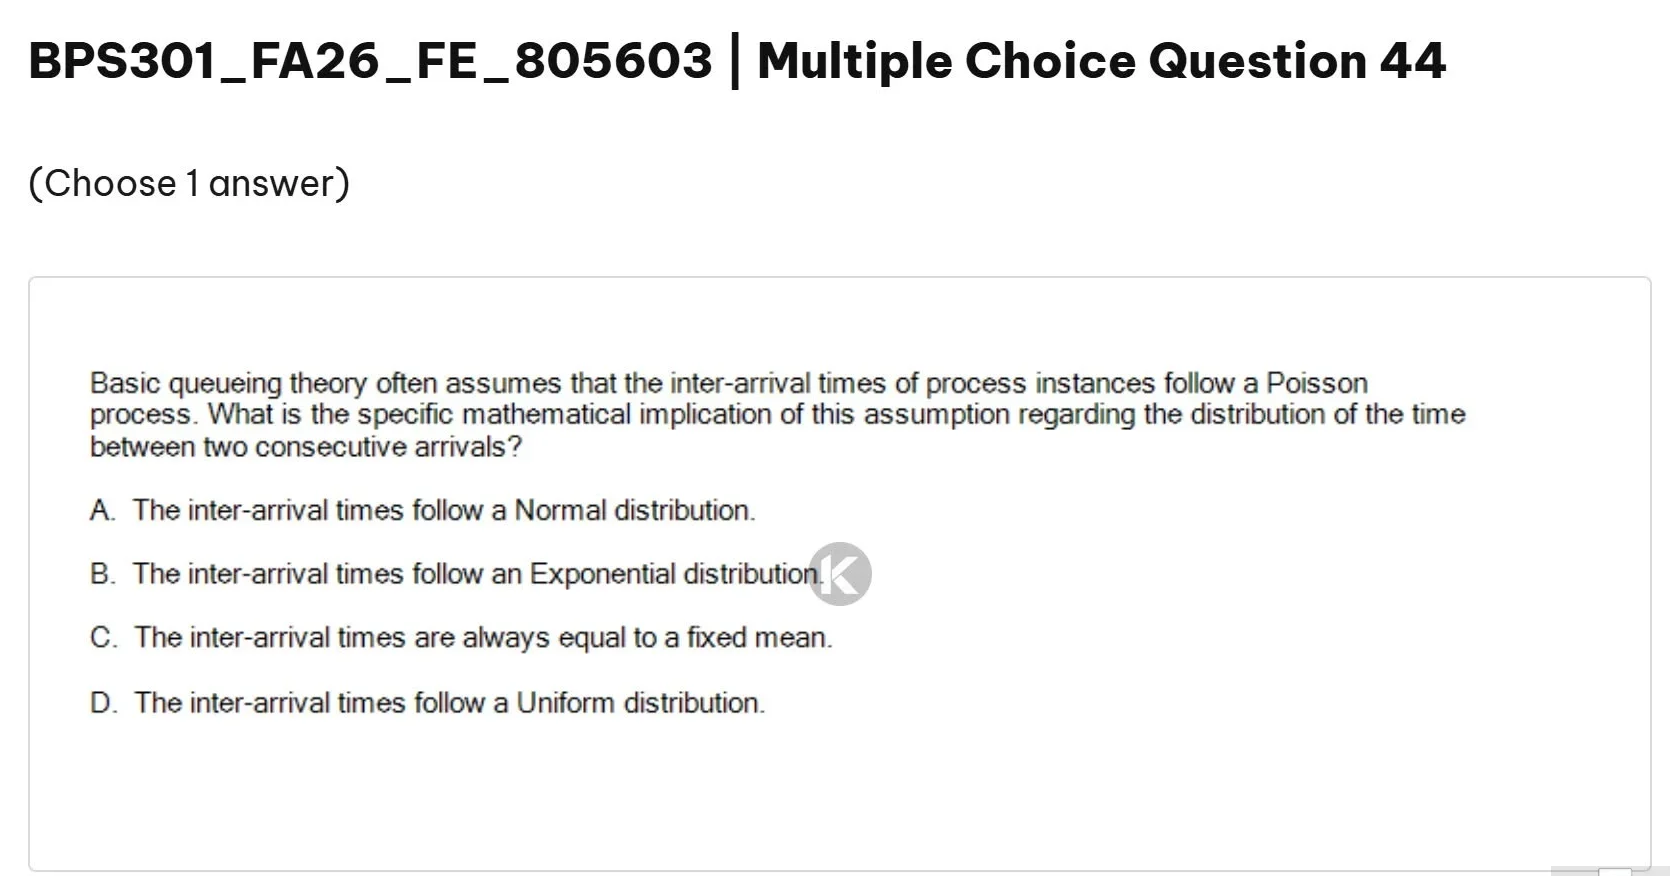 BPS301_FA26_FE_805603 | Multiple Choice Question 44
(Choose 1 answer)
Basic queueing theory often assumes that the inter-arrival times of process instances follow a Poisson
process. What is the specific mathematical implication of this assumption regarding the distribution of the time
between two consecutive arrivals?
A. The inter-arrival times follow a Normal distribution.
B. The inter-arrival times follow an Exponential distribution.
K
C. The inter-arrival times are always equal to a fixed mean.
D. The inter-arrival times follow a Uniform distribution.